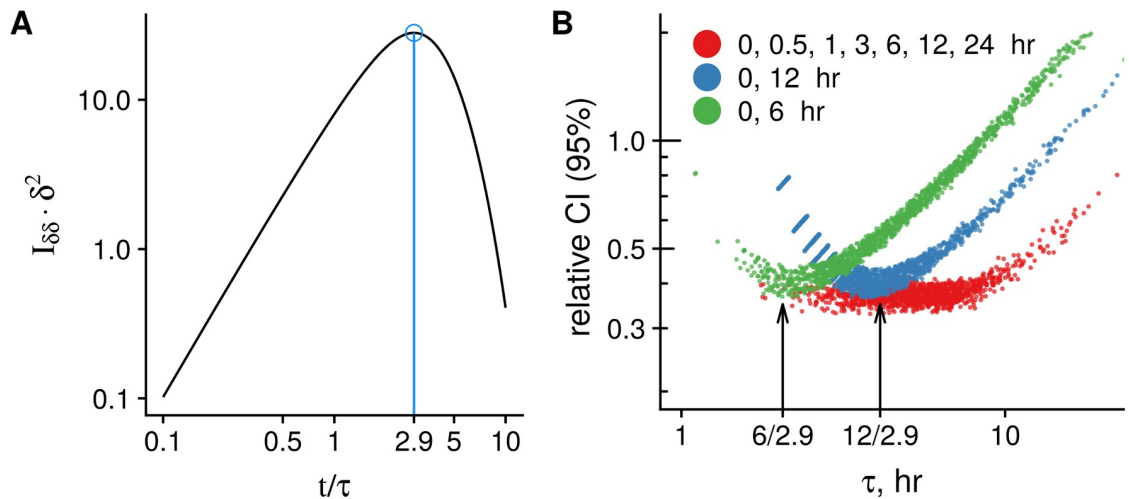 A
I_δδ · δ²
10.0
1.0
0.1
0.1 0.5 1 2.9 5 10
t/τ
B
relative CI (95%)
0, 0.5, 1, 3, 6, 12, 24 hr
0, 12 hr
0, 6 hr
1.0
0.5
0.3
1 6/2.9 12/2.9 10
τ, hr